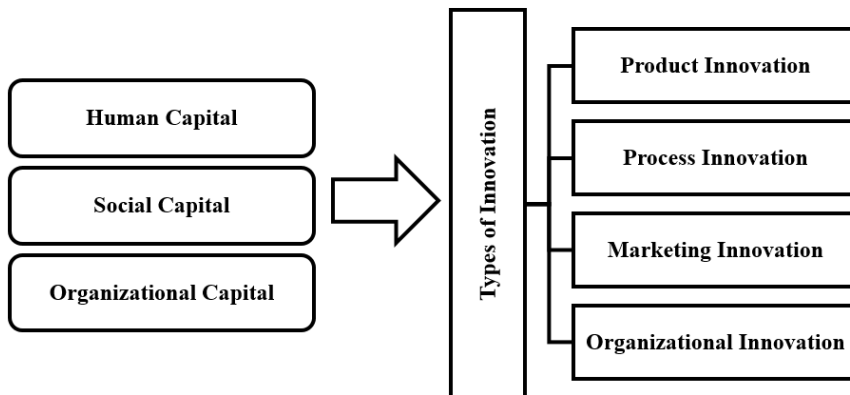 Human Capital
Social Capital
Organizational Capital
Types of Innovation
Product Innovation
Process Innovation
Marketing Innovation
Organizational Innovation